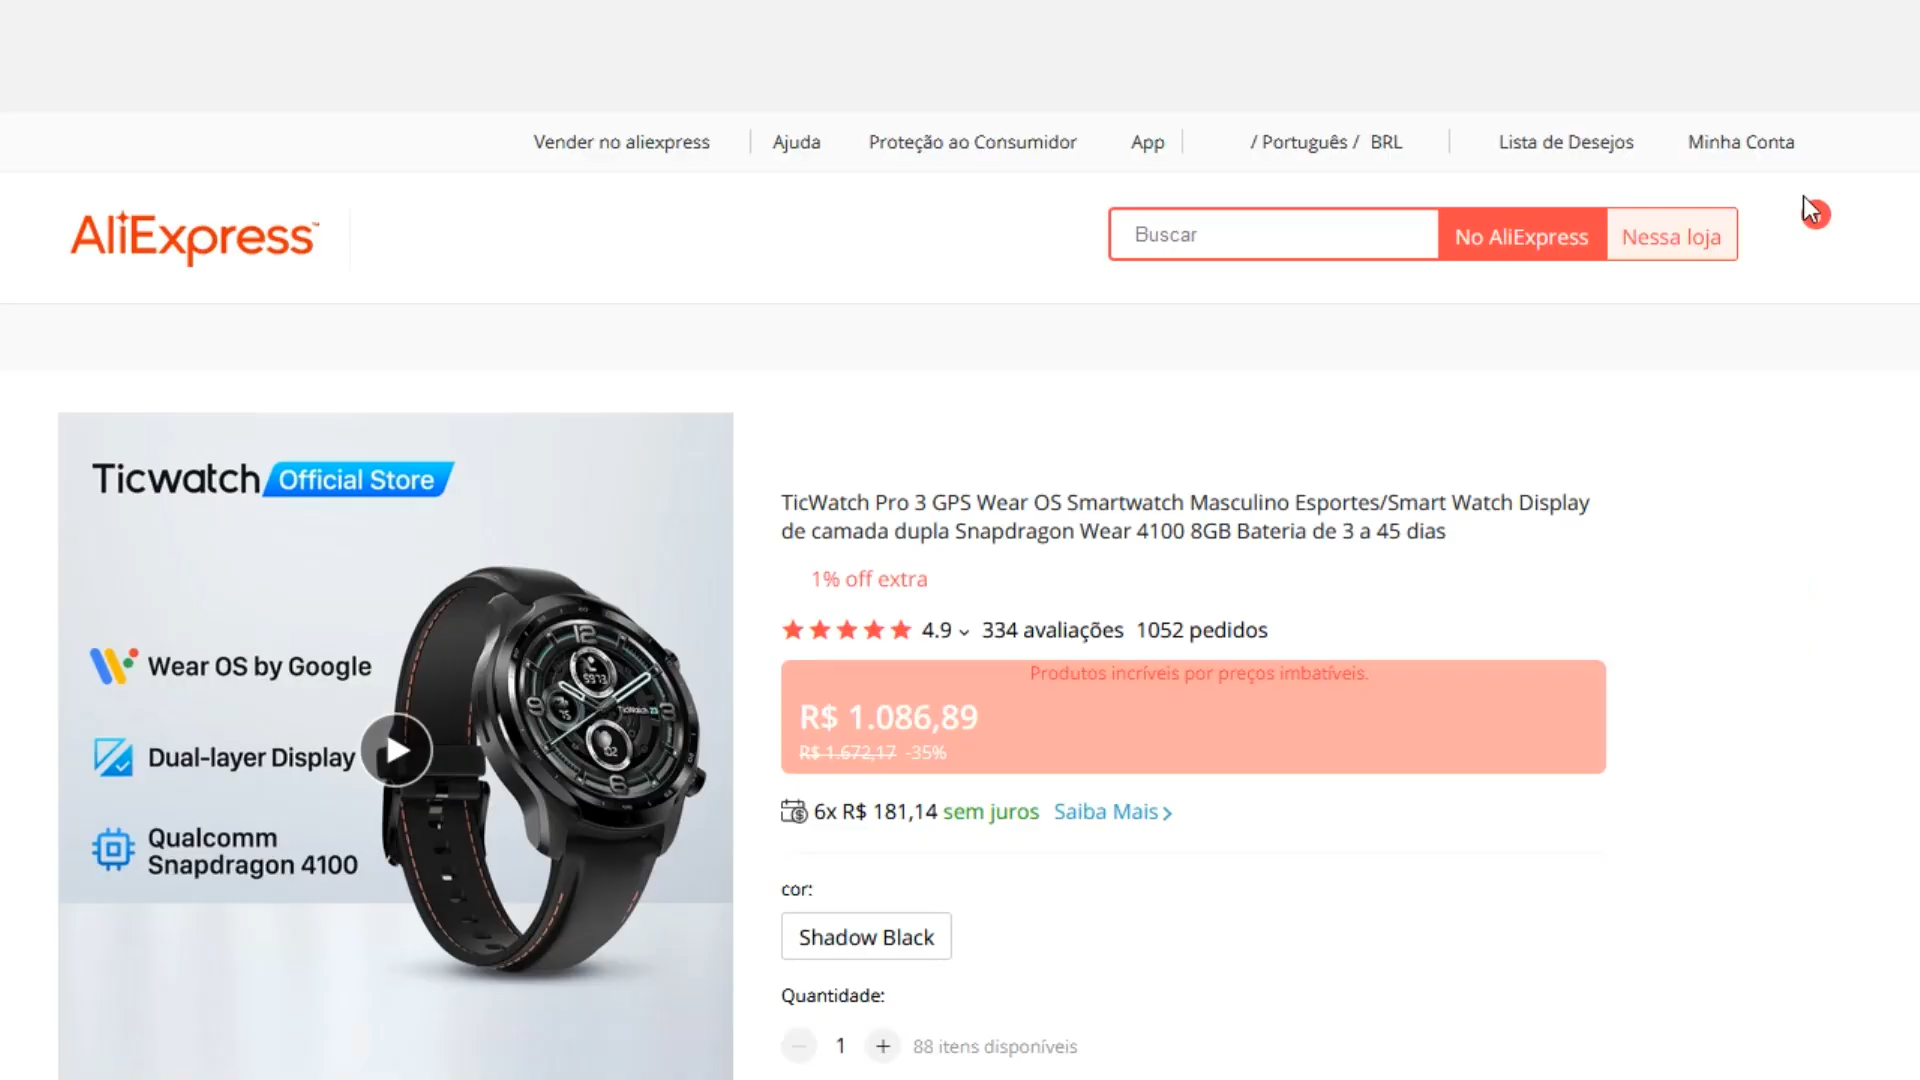 Vender no aliexpress
Ajuda
Proteção ao Consumidor
App
/ Português / BRL
Lista de Desejos
Minha Conta
AliExpress™
Buscar
No AliExpress
Nessa loja
Ticwatch Official Store
Wear OS by Google
Dual-layer Display
Qualcomm
Snapdragon 4100
TicWatch Pro 3 GPS Wear OS Smartwatch Masculino Esportes/Smart Watch Display
de camada dupla Snapdragon Wear 4100 8GB Bateria de 3 a 45 dias
1% off extra
4.9 334 avaliações 1052 pedidos
Produtos incríveis por preços imbatíveis.
R$ 1.086,89
R$ 1.672,17 -35%
6x R$ 181,14 sem juros Saiba Mais
cor:
Shadow Black
Quantidade:
1
88 itens disponíveis